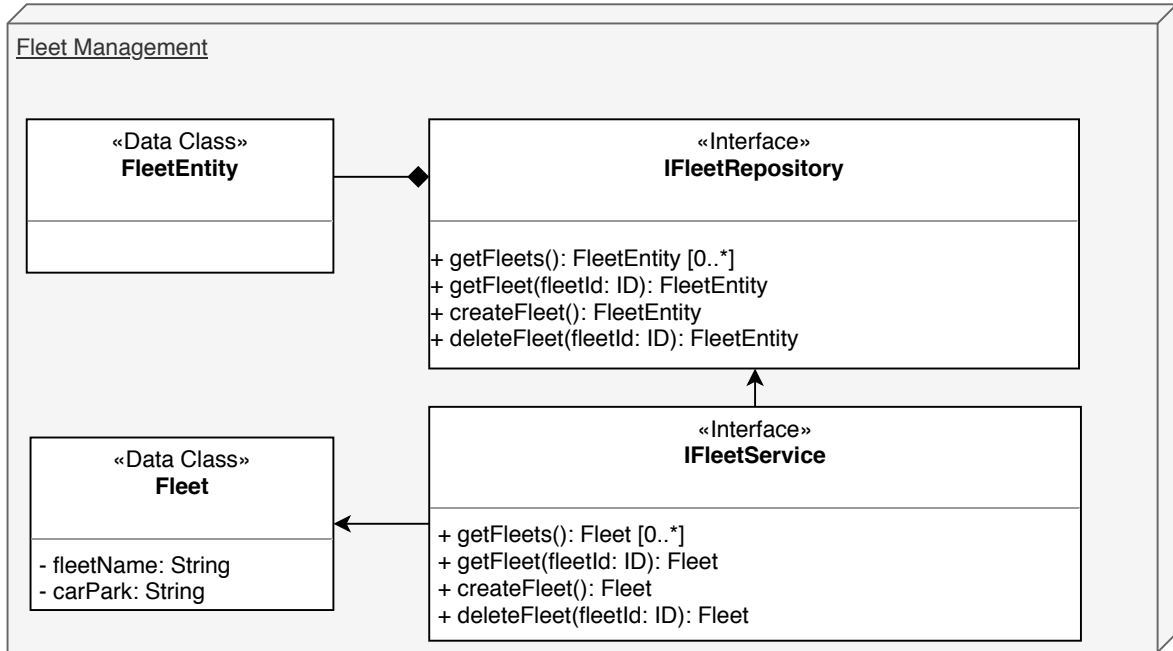 Fleet Management
«Data Class»
FleetEntity
«Interface»
IFleetRepository
+ getFleets(): FleetEntity [0..*]
+ getFleet(fleetId: ID): FleetEntity
+ createFleet(): FleetEntity
+ deleteFleet(fleetId: ID): FleetEntity
«Data Class»
Fleet
- fleetName: String
- carPark: String
«Interface»
IFleetService
+ getFleets(): Fleet [0..*]
+ getFleet(fleetId: ID): Fleet
+ createFleet(): Fleet
+ deleteFleet(fleetId: ID): Fleet